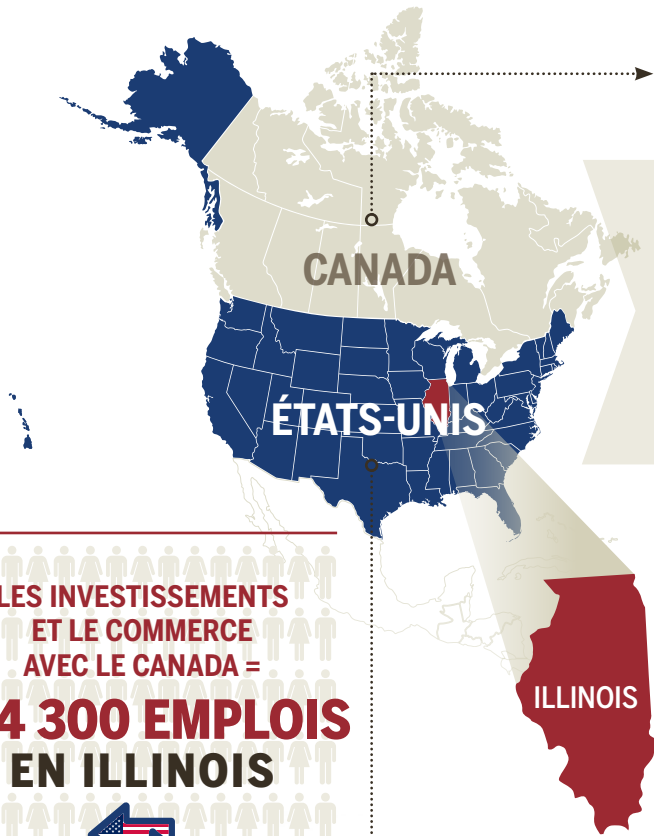 CANADA
ÉTATS-UNIS
LES INVESTISSEMENTS
ET LE COMMERCE
AVEC LE CANADA =
4 300 EMPLOIS
EN ILLINOIS
ILLINOIS